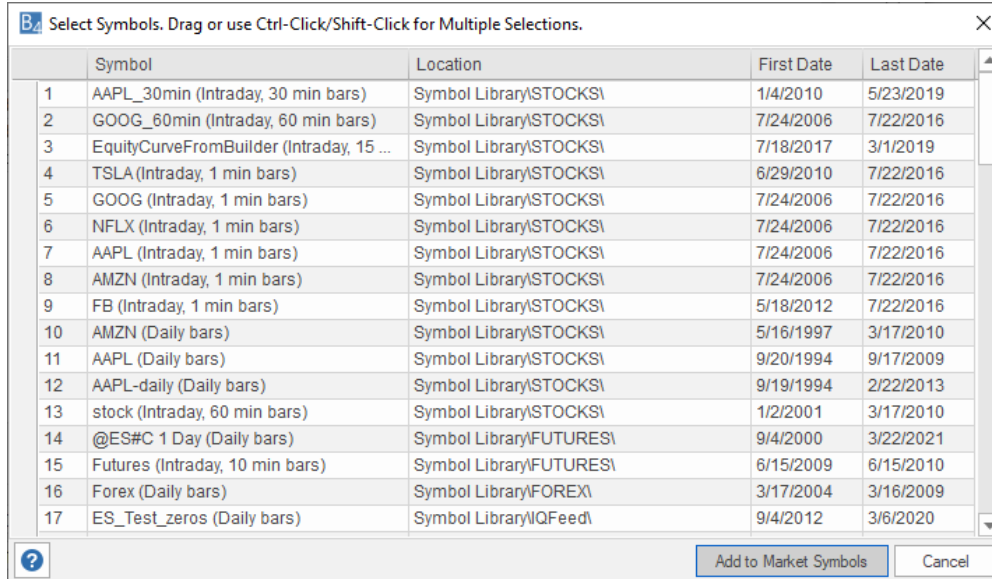 B4 Select Symbols. Drag or use Ctrl-Click/Shift-Click for Multiple Selections.
Symbol Location First Date Last Date
1 AAPL_30min (Intraday, 30 min bars) Symbol Library\STOCKS\ 1/4/2010 5/23/2019
2 GOOG_60min (Intraday, 60 min bars) Symbol Library\STOCKS\ 7/24/2006 7/22/2016
3 EquityCurveFromBuilder (Intraday, 15 ... Symbol Library\STOCKS\ 7/18/2017 3/1/2019
4 TSLA (Intraday, 1 min bars) Symbol Library\STOCKS\ 6/29/2010 7/22/2016
5 GOOG (Intraday, 1 min bars) Symbol Library\STOCKS\ 7/24/2006 7/22/2016
6 NFLX (Intraday, 1 min bars) Symbol Library\STOCKS\ 7/24/2006 7/22/2016
7 AAPL (Intraday, 1 min bars) Symbol Library\STOCKS\ 7/24/2006 7/22/2016
8 AMZN (Intraday, 1 min bars) Symbol Library\STOCKS\ 7/24/2006 7/22/2016
9 FB (Intraday, 1 min bars) Symbol Library\STOCKS\ 5/18/2012 7/22/2016
10 AMZN (Daily bars) Symbol Library\STOCKS\ 5/16/1997 3/17/2010
11 AAPL (Daily bars) Symbol Library\STOCKS\ 9/20/1994 9/17/2009
12 AAPL-daily (Daily bars) Symbol Library\STOCKS\ 9/19/1994 2/22/2013
13 stock (Intraday, 60 min bars) Symbol Library\STOCKS\ 1/2/2001 3/17/2010
14 @ES#C 1 Day (Daily bars) Symbol Library\FUTURES\ 9/4/2000 3/22/2021
15 Futures (Intraday, 10 min bars) Symbol Library\FUTURES\ 6/15/2009 6/15/2010
16 Forex (Daily bars) Symbol Library\FOREX\ 3/17/2004 3/16/2009
17 ES_Test_zeros (Daily bars) Symbol Library\IQFeed\ 9/4/2012 3/6/2020
? Add to Market Symbols Cancel